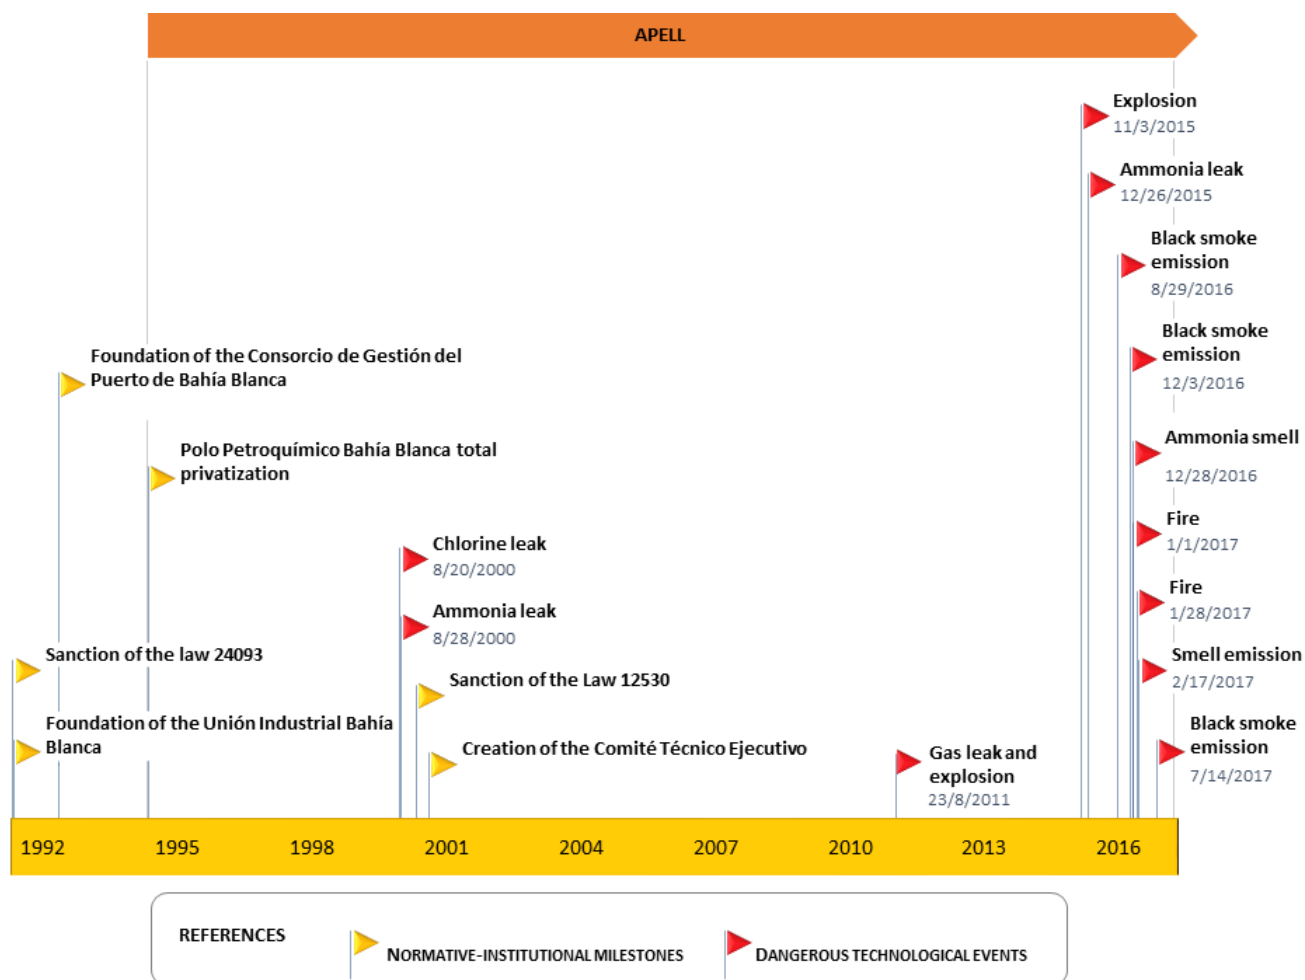 APELL
Explosion
11/3/2015
Ammonia leak
12/26/2015
Black smoke
emission
8/29/2016
Black smoke
emission
12/3/2016
Foundation of the Consorcio de Gestión del
Puerto de Bahía Blanca
Ammonia smell
12/28/2016
Polo Petroquímico Bahía Blanca total
privatization
Fire
1/1/2017
Chlorine leak
8/20/2000
Fire
1/28/2017
Ammonia leak
8/28/2000
Sanction of the law 24093
Smell emission
2/17/2017
Sanction of the Law 12530
Foundation of the Unión Industrial Bahía
Blanca
Black smoke
emission
7/14/2017
Creation of the Comité Técnico Ejecutivo
Gas leak and
explosion
23/8/2011
1992 1995 1998 2001 2004 2007 2010 2013 2016
REFERENCES
NORMATIVE-INSTITUTIONAL MILESTONES
DANGEROUS TECHNOLOGICAL EVENTS